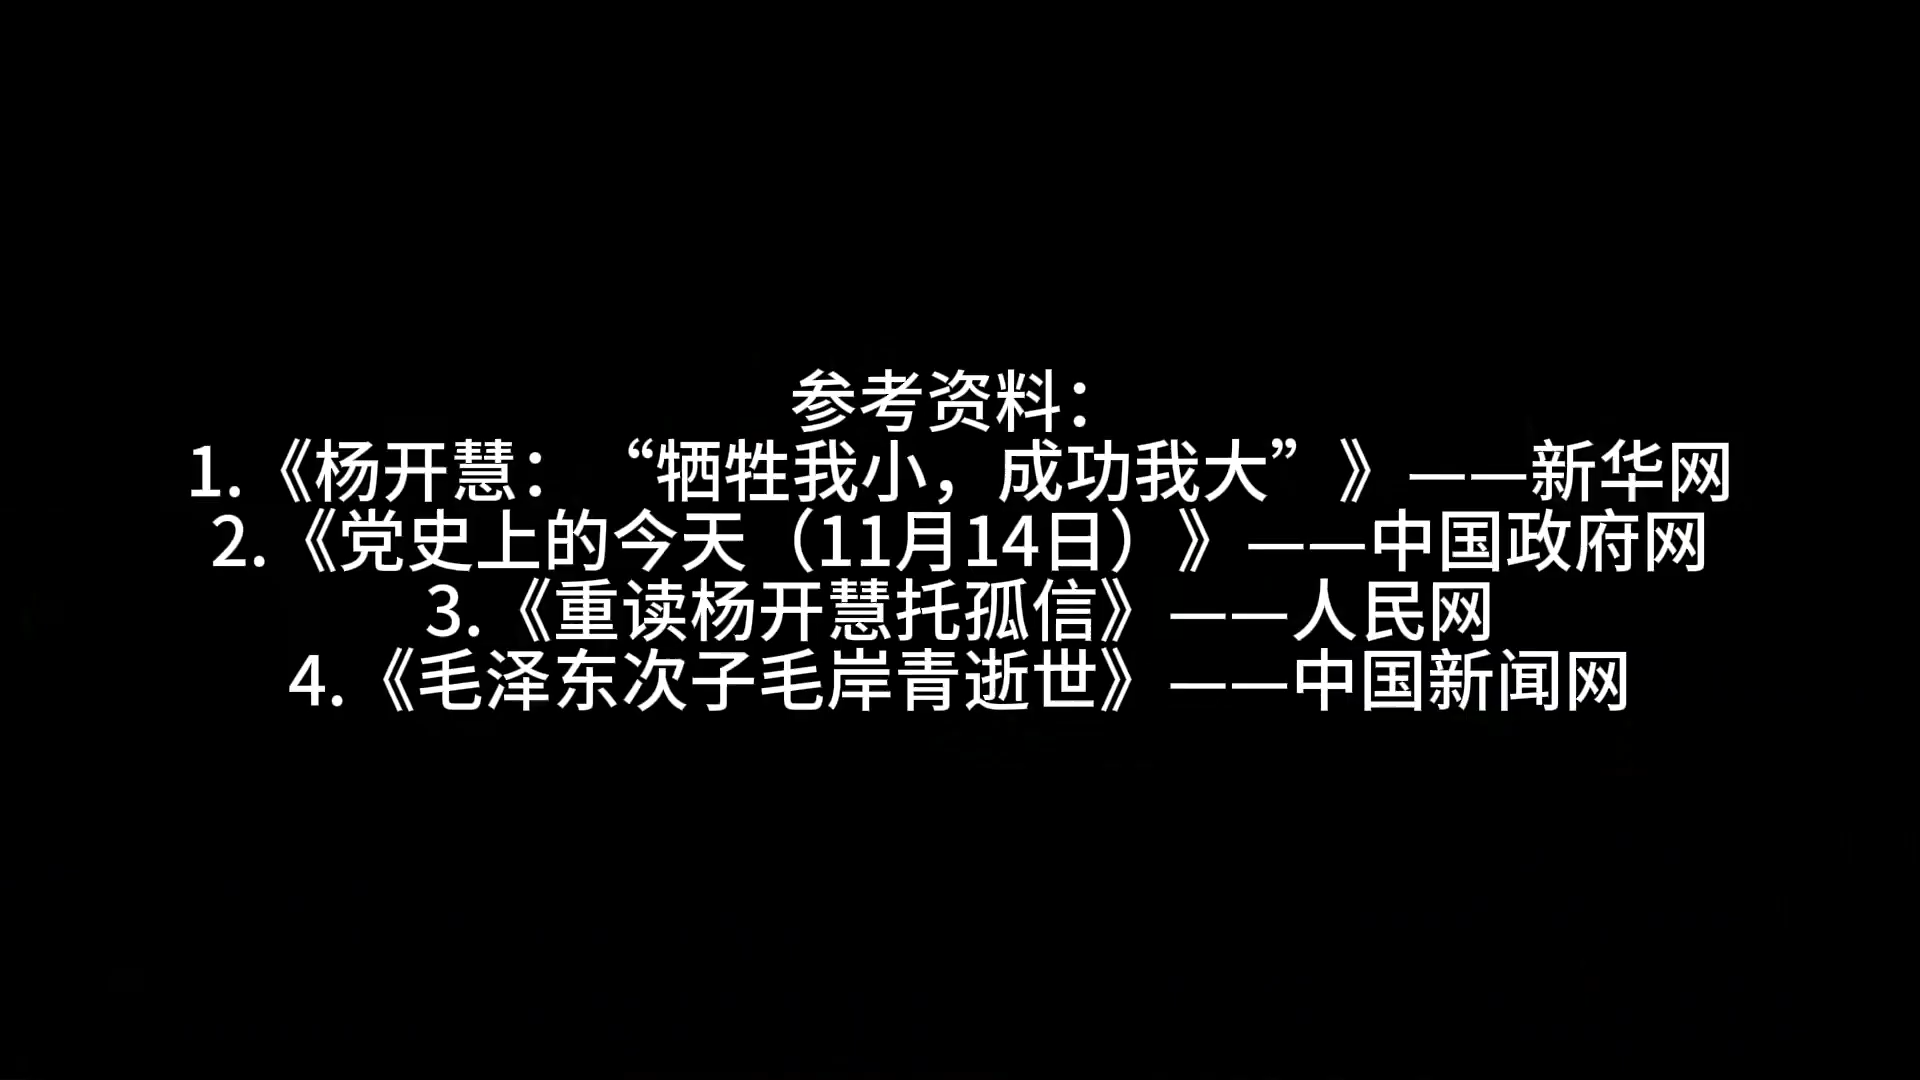 参考资料：
1.《杨开慧：“牺牲我小，成功我大”》——新华网
2.《党史上的今天（11月14日）》——中国政府网
3.《重读杨开慧托孤信》——人民网
4.《毛泽东次子毛岸青逝世》——中国新闻网